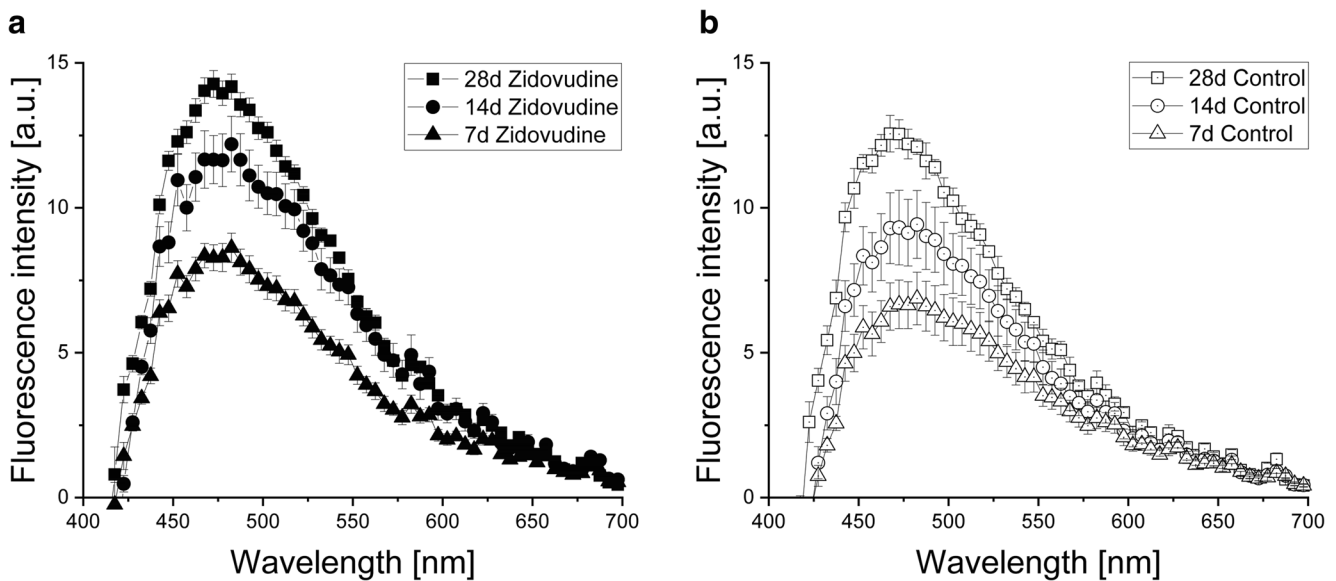 a
15
10
5
0
400
450
500
550
600
650
700
Fluorescence intensity [a.u.]
Wavelength [nm]
28d Zidovudine
14d Zidovudine
7d Zidovudine
b
15
10
5
0
400
450
500
550
600
650
700
Fluorescence intensity [a.u.]
Wavelength [nm]
28d Control
14d Control
7d Control